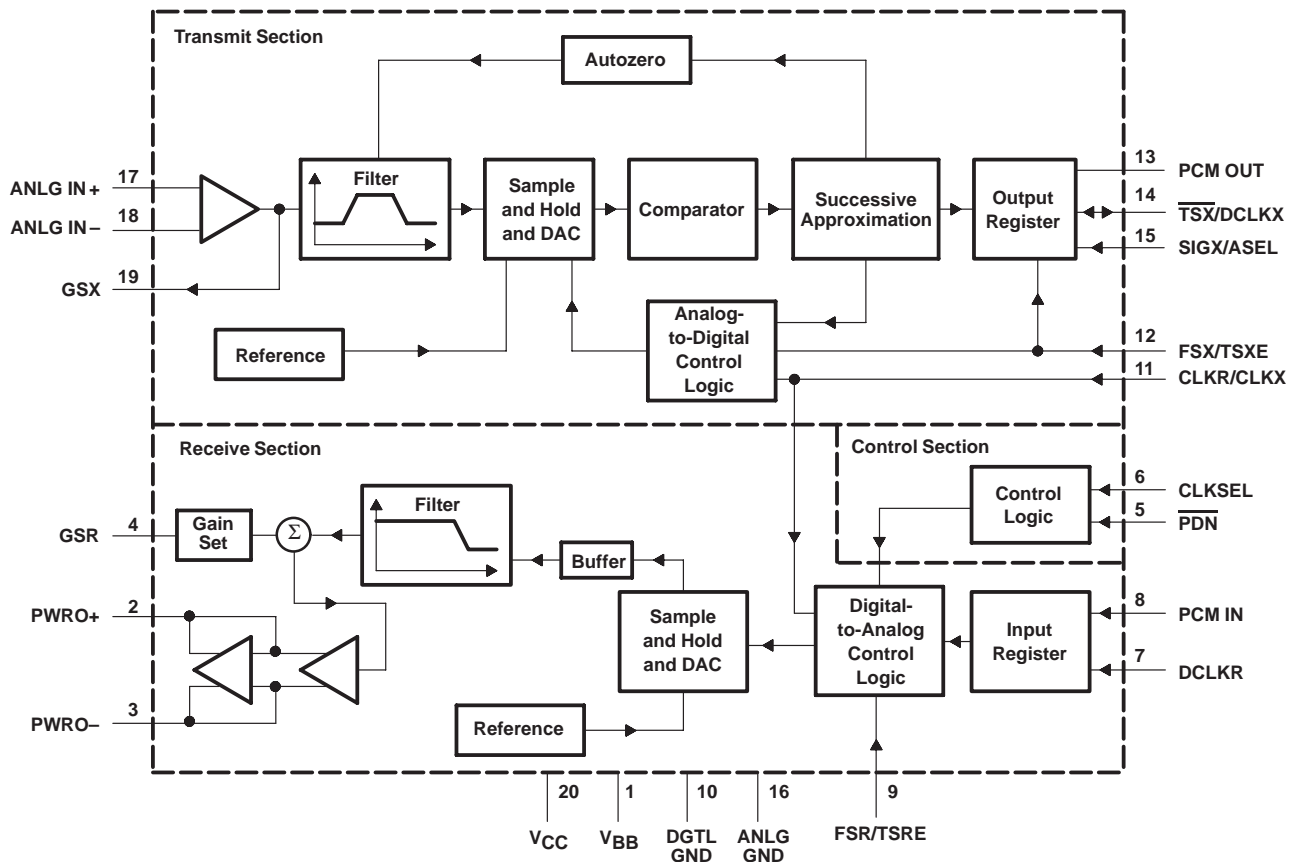 Transmit Section
Autozero
ANLG IN+
17
ANLG IN–
18
GSX
19
Filter
Sample
and Hold
and DAC
Comparator
Successive
Approximation
Output
Register
13
PCM OUT
14
TSX/DCLKX
15
SIGX/ASEL
Reference
Analog-
to-Digital
Control
Logic
12
FSX/TSXE
11
CLKR/CLKX
Receive Section
Control Section
Control
Logic
6
CLKSEL
5
PDN
GSR
4
Gain
Set
Σ
Filter
Buffer
PWRO+
2
PWRO–
3
Sample
and Hold
and DAC
Reference
Digital-
to-Analog
Control
Logic
Input
Register
8
PCM IN
7
DCLKR
20
VCC
1
VBB
10
DGTL
GND
16
ANLG
GND
9
FSR/TSRE